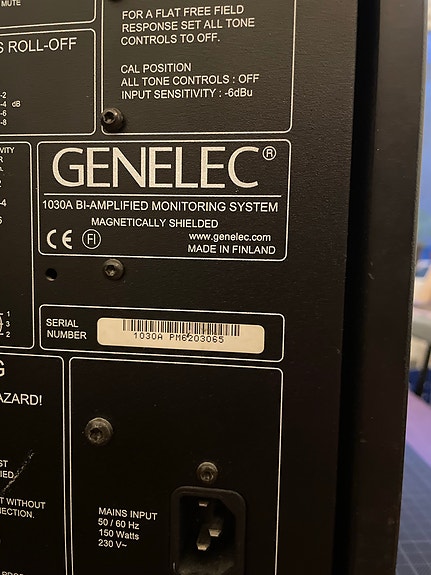 MUTE
FOR A FLAT FREE FIELD
RESPONSE SET ALL TONE
CONTROLS TO OFF.
ROLL-OFF
CAL POSITION
ALL TONE CONTROLS : OFF
INPUT SENSITIVITY : -6dBu
-2
-4 dB
-6
-8
GENELEC®
1030A BI-AMPLIFIED MONITORING SYSTEM
MAGNETICALLY SHIELDED
CE FI www.genelec.com
MADE IN FINLAND
1
3
2
SERIAL
NUMBER
1030A PM6203065
MAINS INPUT
50 / 60 Hz
150 Watts
230 V~